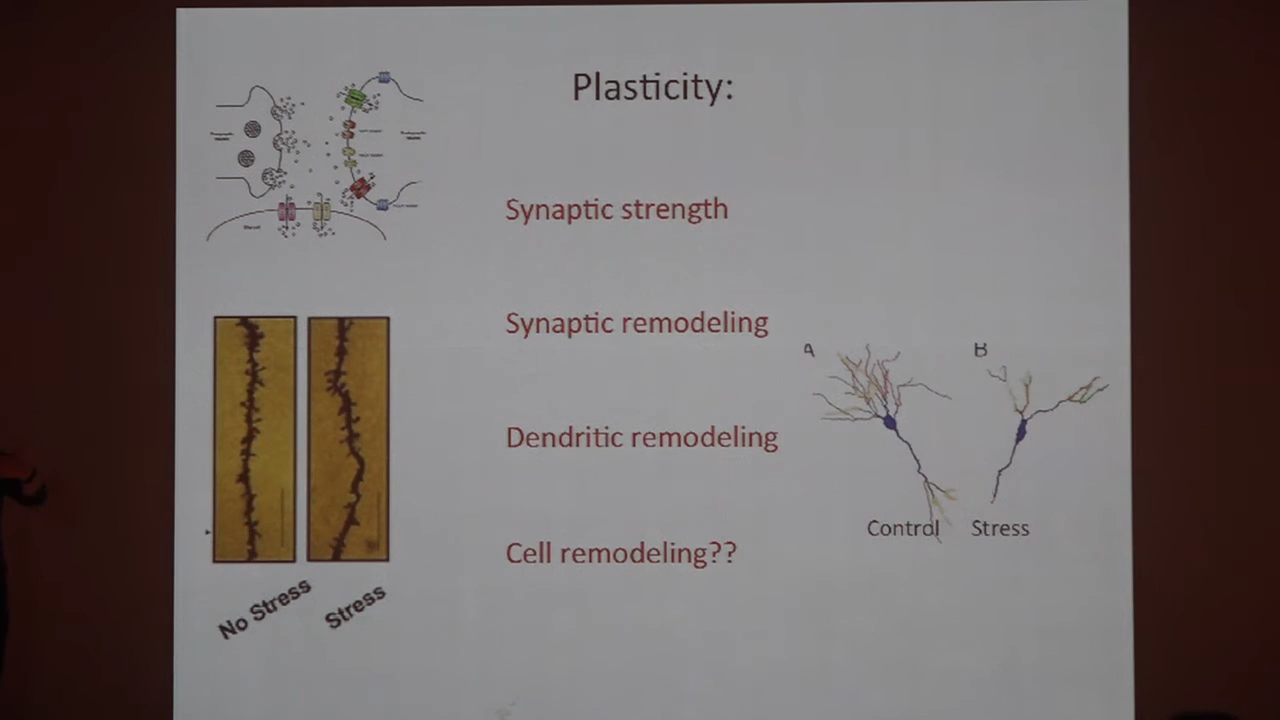 Plasticity:
Synaptic strength
Synaptic remodeling
Dendritic remodeling
Cell remodeling??
No Stress
Stress
A
B
Control
Stress